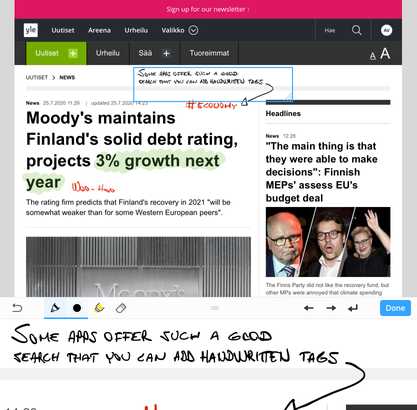 Sign up for our newsletter ›
yle
Uutiset
Areena
Urheilu
Valikko
Hae
AV
Uutiset +
Urheilu
Sää +
Tuoreimmat
A A
UUTISET > NEWS
SOME APPS OFFER SUCH A GOOD
SEARCH THAT YOU CAN ADD HANDWRITTEN TAGS
#ECONOMY
News 25.7.2020 11.26 | updated 25.7.2020 14.23
Moody's maintains
Finland's solid debt rating,
projects 3% growth next
year
WOO-HOO
The rating firm predicts that Finland's recovery in 2021 "will be
somewhat weaker than for some Western European peers".
Moody's
Headlines
News 12.26
"The main thing is that
they were able to make
decisions": Finnish
MEPs' assess EU's
budget deal
The Finns Party did not like the recovery fund, but
other MPs were annoyed that climate spending
Done
SOME APPS OFFER SUCH A GOOD
SEARCH THAT YOU CAN ADD HANDWRITTEN TAGS